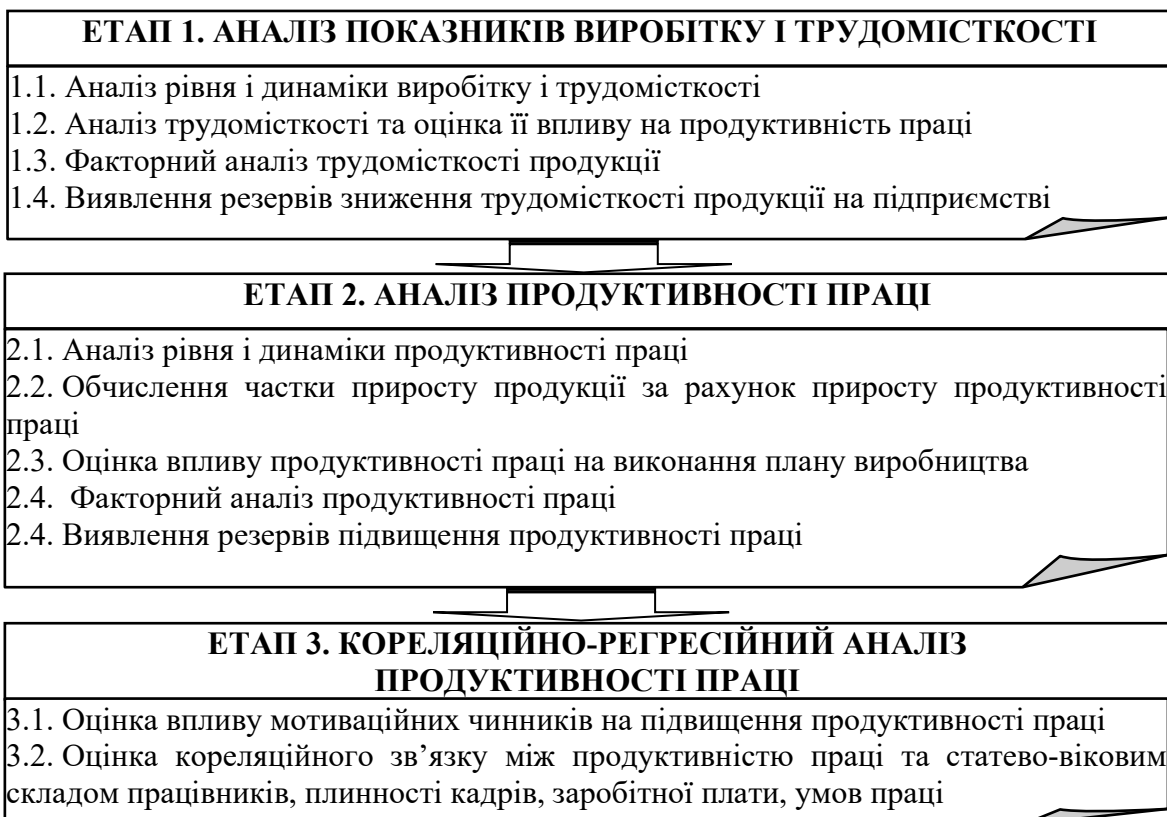 ЕТАП 1. АНАЛІЗ ПОКАЗНИКІВ ВИРОБІТКУ І ТРУДОМІСТКОСТІ
1.1. Аналіз рівня і динаміки виробітку і трудомісткості
1.2. Аналіз трудомісткості та оцінка її впливу на продуктивність праці
1.3. Факторний аналіз трудомісткості продукції
1.4. Виявлення резервів зниження трудомісткості продукції на підприємстві
ЕТАП 2. АНАЛІЗ ПРОДУКТИВНОСТІ ПРАЦІ
2.1. Аналіз рівня і динаміки продуктивності праці
2.2. Обчислення частки приросту продукції за рахунок приросту продуктивності
праці
2.3. Оцінка впливу продуктивності праці на виконання плану виробництва
2.4. Факторний аналіз продуктивності праці
2.4. Виявлення резервів підвищення продуктивності праці
ЕТАП 3. КОРЕЛЯЦІЙНО-РЕГРЕСІЙНИЙ АНАЛІЗ
ПРОДУКТИВНОСТІ ПРАЦІ
3.1. Оцінка впливу мотиваційних чинників на підвищення продуктивності праці
3.2. Оцінка кореляційного зв’язку між продуктивністю праці та статево-віковим
складом працівників, плинності кадрів, заробітної плати, умов праці